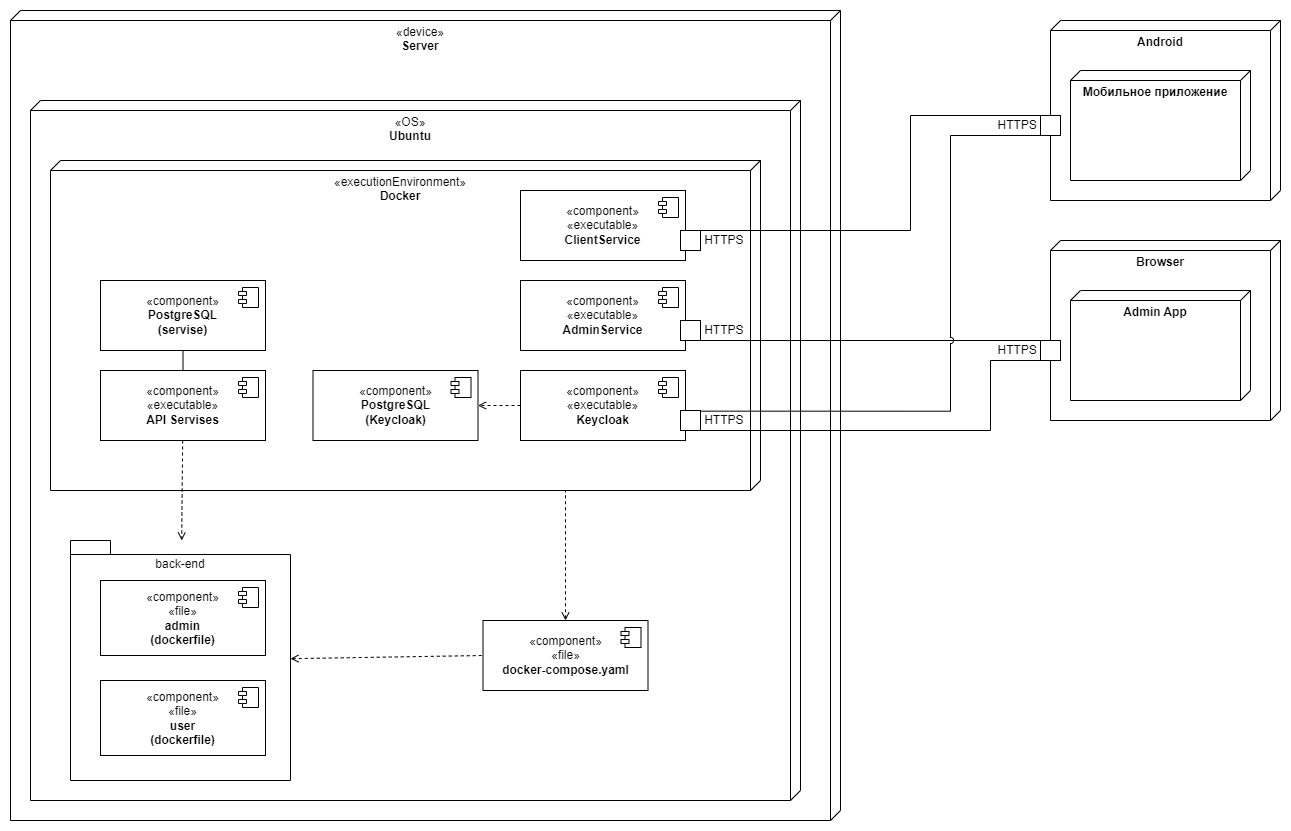 «device»
Server
«OS»
Ubuntu
«executionEnvironment»
Docker
«component»
«executable»
ClientService
HTTPS
«component»
PostgreSQL
(servise)
«component»
«executable»
AdminService
HTTPS
«component»
«executable»
API Servises
«component»
PostgreSQL
(Keycloak)
«component»
«executable»
Keycloak
HTTPS
back-end
«component»
«file»
admin
(dockerfile)
«component»
«file»
user
(dockerfile)
«component»
«file»
docker-compose.yaml
Android
Мобильное приложение
HTTPS
Browser
Admin App
HTTPS